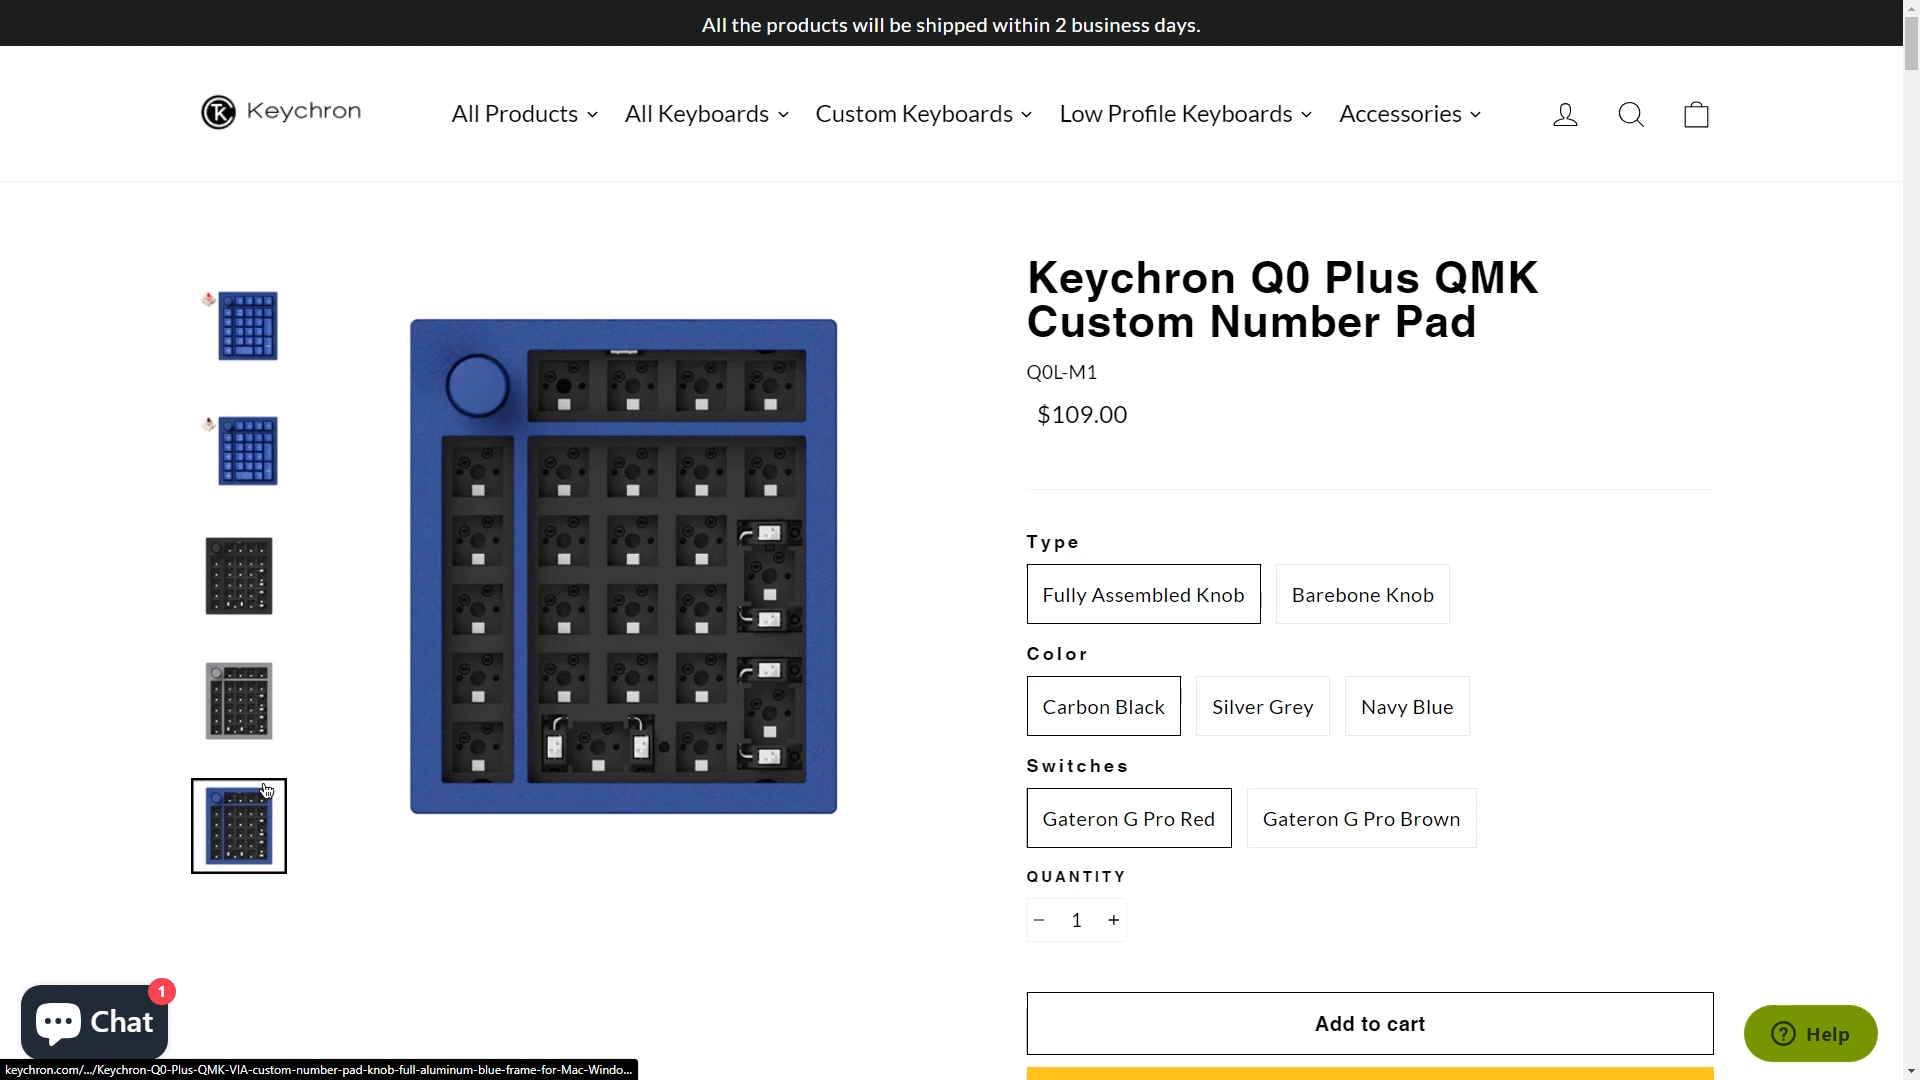 All the products will be shipped within 2 business days.
Keychron
All Products
All Keyboards
Custom Keyboards
Low Profile Keyboards
Accessories
Keychron Q0 Plus QMK
Custom Number Pad
Q0L-M1
$109.00
Type
Fully Assembled Knob
Barebone Knob
Color
Carbon Black
Silver Grey
Navy Blue
Switches
Gateron G Pro Red
Gateron G Pro Brown
QUANTITY
− 1 +
Add to cart
1
Chat
? Help
keychron.com/.../Keychron-Q0-Plus-QMK-VIA-custom-number-pad-knob-full-aluminum-blue-frame-for-Mac-Windo...